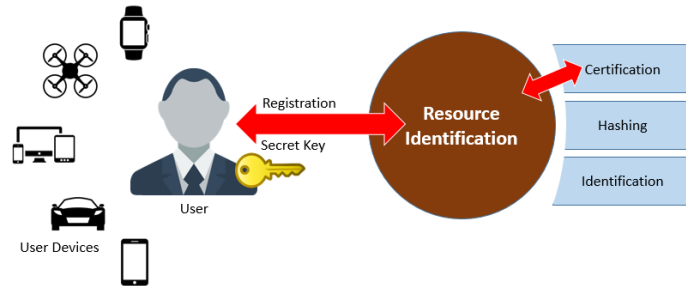 Registration
Secret Key
User
User Devices
Resource
Identification
Certification
Hashing
Identification